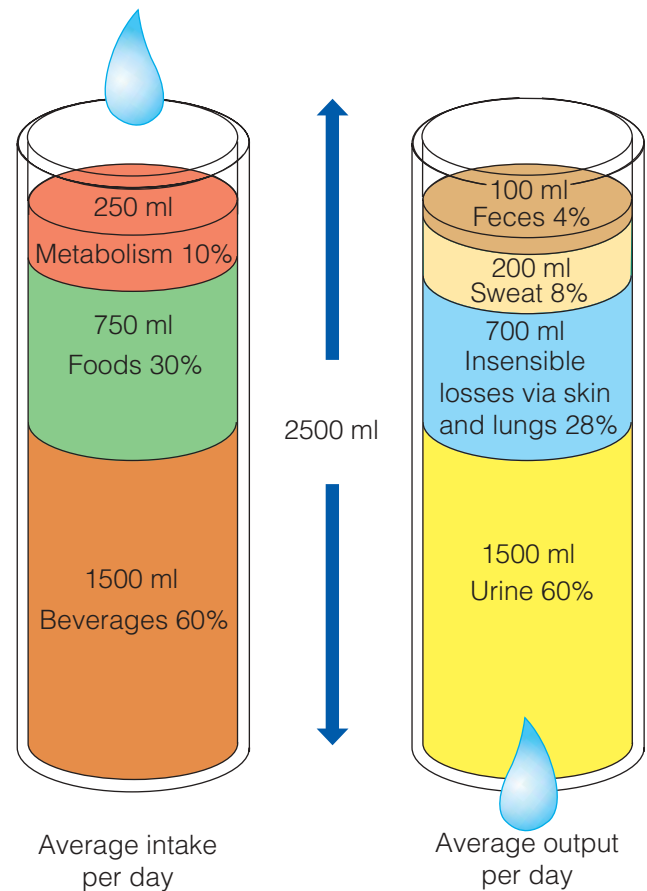 250 ml
Metabolism 10%
750 ml
Foods 30%
1500 ml
Beverages 60%
Average intake
per day
2500 ml
100 ml
Feces 4%
200 ml
Sweat 8%
700 ml
Insensible
losses via skin
and lungs 28%
1500 ml
Urine 60%
Average output
per day